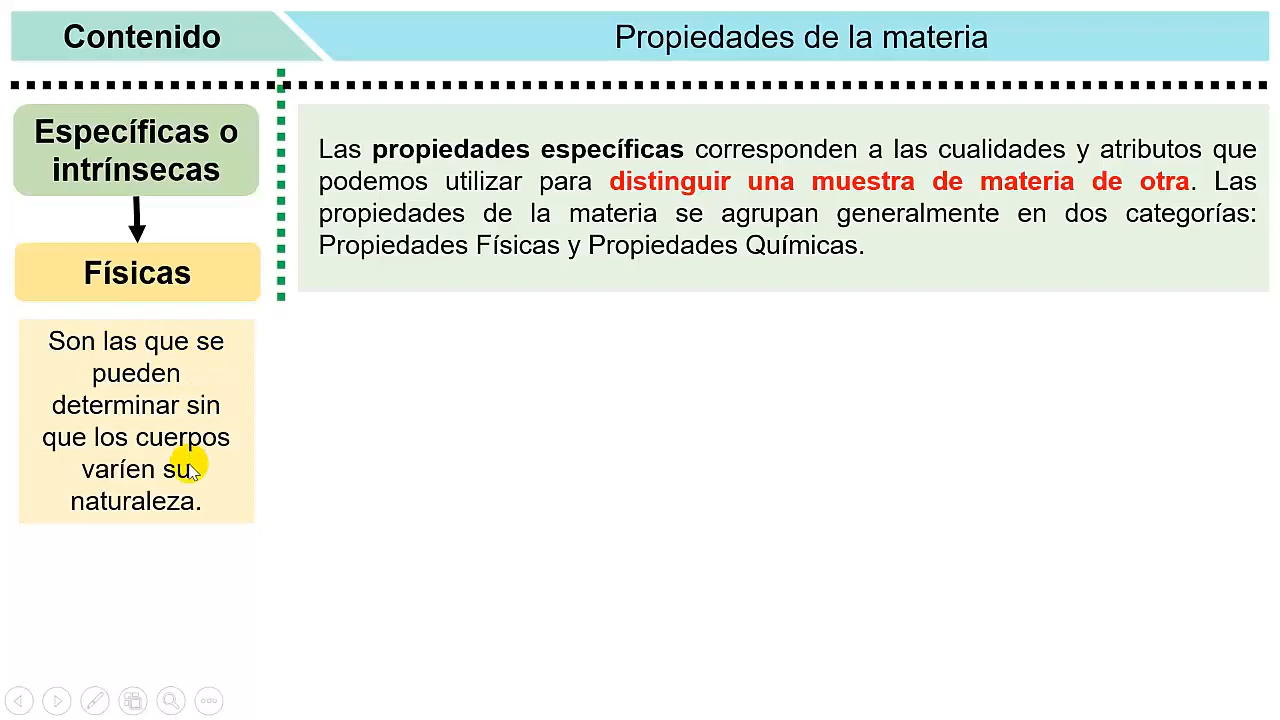 Contenido
Propiedades de la materia
Específicas o
intrínsecas
Físicas
Son las que se
pueden
determinar sin
que los cuerpos
varíen su
naturaleza.
Las propiedades específicas corresponden a las cualidades y atributos que
podemos utilizar para distinguir una muestra de materia de otra. Las
propiedades de la materia se agrupan generalmente en dos categorías:
Propiedades Físicas y Propiedades Químicas.